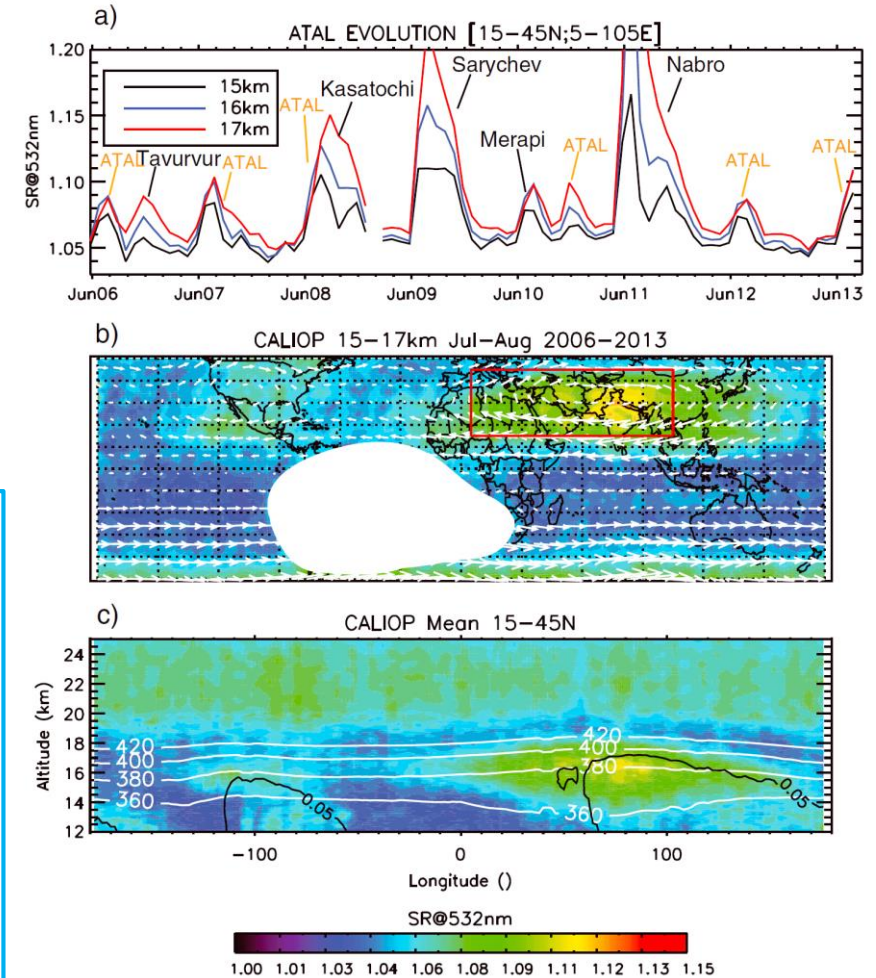 a)
ATAL EVOLUTION [15-45N;5-105E]
1.20
1.15
1.10
1.05
SR@532nm
15km
16km
17km
ATAL
Tavurvur
ATAL
ATAL
Kasatochi
Sarychev
Merapi
ATAL
Nabro
ATAL
ATAL
Jun06 Jun07 Jun08 Jun09 Jun10 Jun11 Jun12 Jun13
b)
CALIOP 15-17km Jul-Aug 2006-2013
c)
CALIOP Mean 15-45N
24
22
20
18
16
14
12
Altitude (km)
420 420 420
400 400 400
380 380 380
360 360 360
0.05 0.05
-100 0 100
Longitude ()
SR@532nm
1.00 1.01 1.03 1.04 1.06 1.08 1.09 1.11 1.12 1.13 1.15